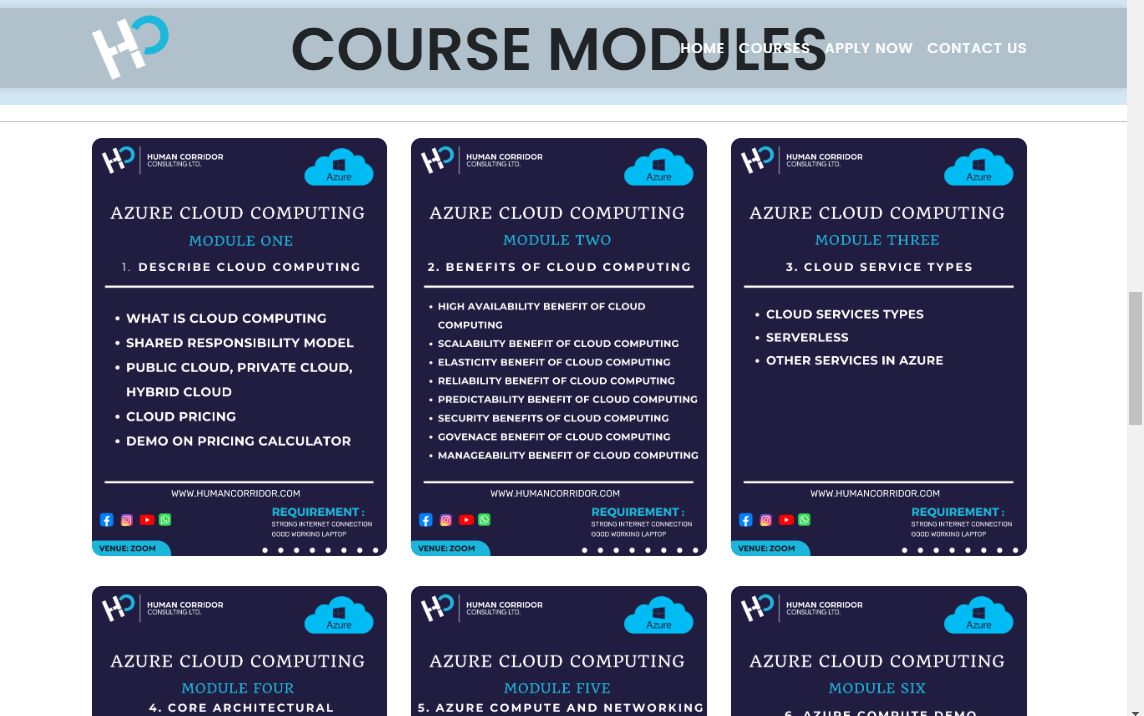 COURSE MODULES
HOME COURSES APPLY NOW CONTACT US
HUMAN CORRIDOR
CONSULTING LTD.
Azure
AZURE CLOUD COMPUTING
MODULE ONE
1. DESCRIBE CLOUD COMPUTING
• WHAT IS CLOUD COMPUTING
• SHARED RESPONSIBILITY MODEL
• PUBLIC CLOUD, PRIVATE CLOUD,
HYBRID CLOUD
• CLOUD PRICING
• DEMO ON PRICING CALCULATOR
WWW.HUMANCORRIDOR.COM
REQUIREMENT :
STRONG INTERNET CONNECTION
GOOD WORKING LAPTOP
VENUE: ZOOM
HUMAN CORRIDOR
CONSULTING LTD.
Azure
AZURE CLOUD COMPUTING
MODULE TWO
2. BENEFITS OF CLOUD COMPUTING
• HIGH AVAILABILITY BENEFIT OF CLOUD
COMPUTING
• SCALABILITY BENEFIT OF CLOUD COMPUTING
• ELASTICITY BENEFIT OF CLOUD COMPUTING
• RELIABILITY BENEFIT OF CLOUD COMPUTING
• PREDICTABILITY BENEFIT OF CLOUD COMPUTING
• SECURITY BENEFITS OF CLOUD COMPUTING
• GOVENACE BENEFIT OF CLOUD COMPUTING
• MANAGEABILITY BENEFIT OF CLOUD COMPUTING
WWW.HUMANCORRIDOR.COM
REQUIREMENT :
STRONG INTERNET CONNECTION
GOOD WORKING LAPTOP
VENUE: ZOOM
HUMAN CORRIDOR
CONSULTING LTD.
Azure
AZURE CLOUD COMPUTING
MODULE THREE
3. CLOUD SERVICE TYPES
• CLOUD SERVICES TYPES
• SERVERLESS
• OTHER SERVICES IN AZURE
WWW.HUMANCORRIDOR.COM
REQUIREMENT :
STRONG INTERNET CONNECTION
GOOD WORKING LAPTOP
VENUE: ZOOM
HUMAN CORRIDOR
CONSULTING LTD.
Azure
AZURE CLOUD COMPUTING
MODULE FOUR
4. CORE ARCHITECTURAL
HUMAN CORRIDOR
CONSULTING LTD.
Azure
AZURE CLOUD COMPUTING
MODULE FIVE
5. AZURE COMPUTE AND NETWORKING
HUMAN CORRIDOR
CONSULTING LTD.
Azure
AZURE CLOUD COMPUTING
MODULE SIX
6. AZURE COMPUTE DEMO